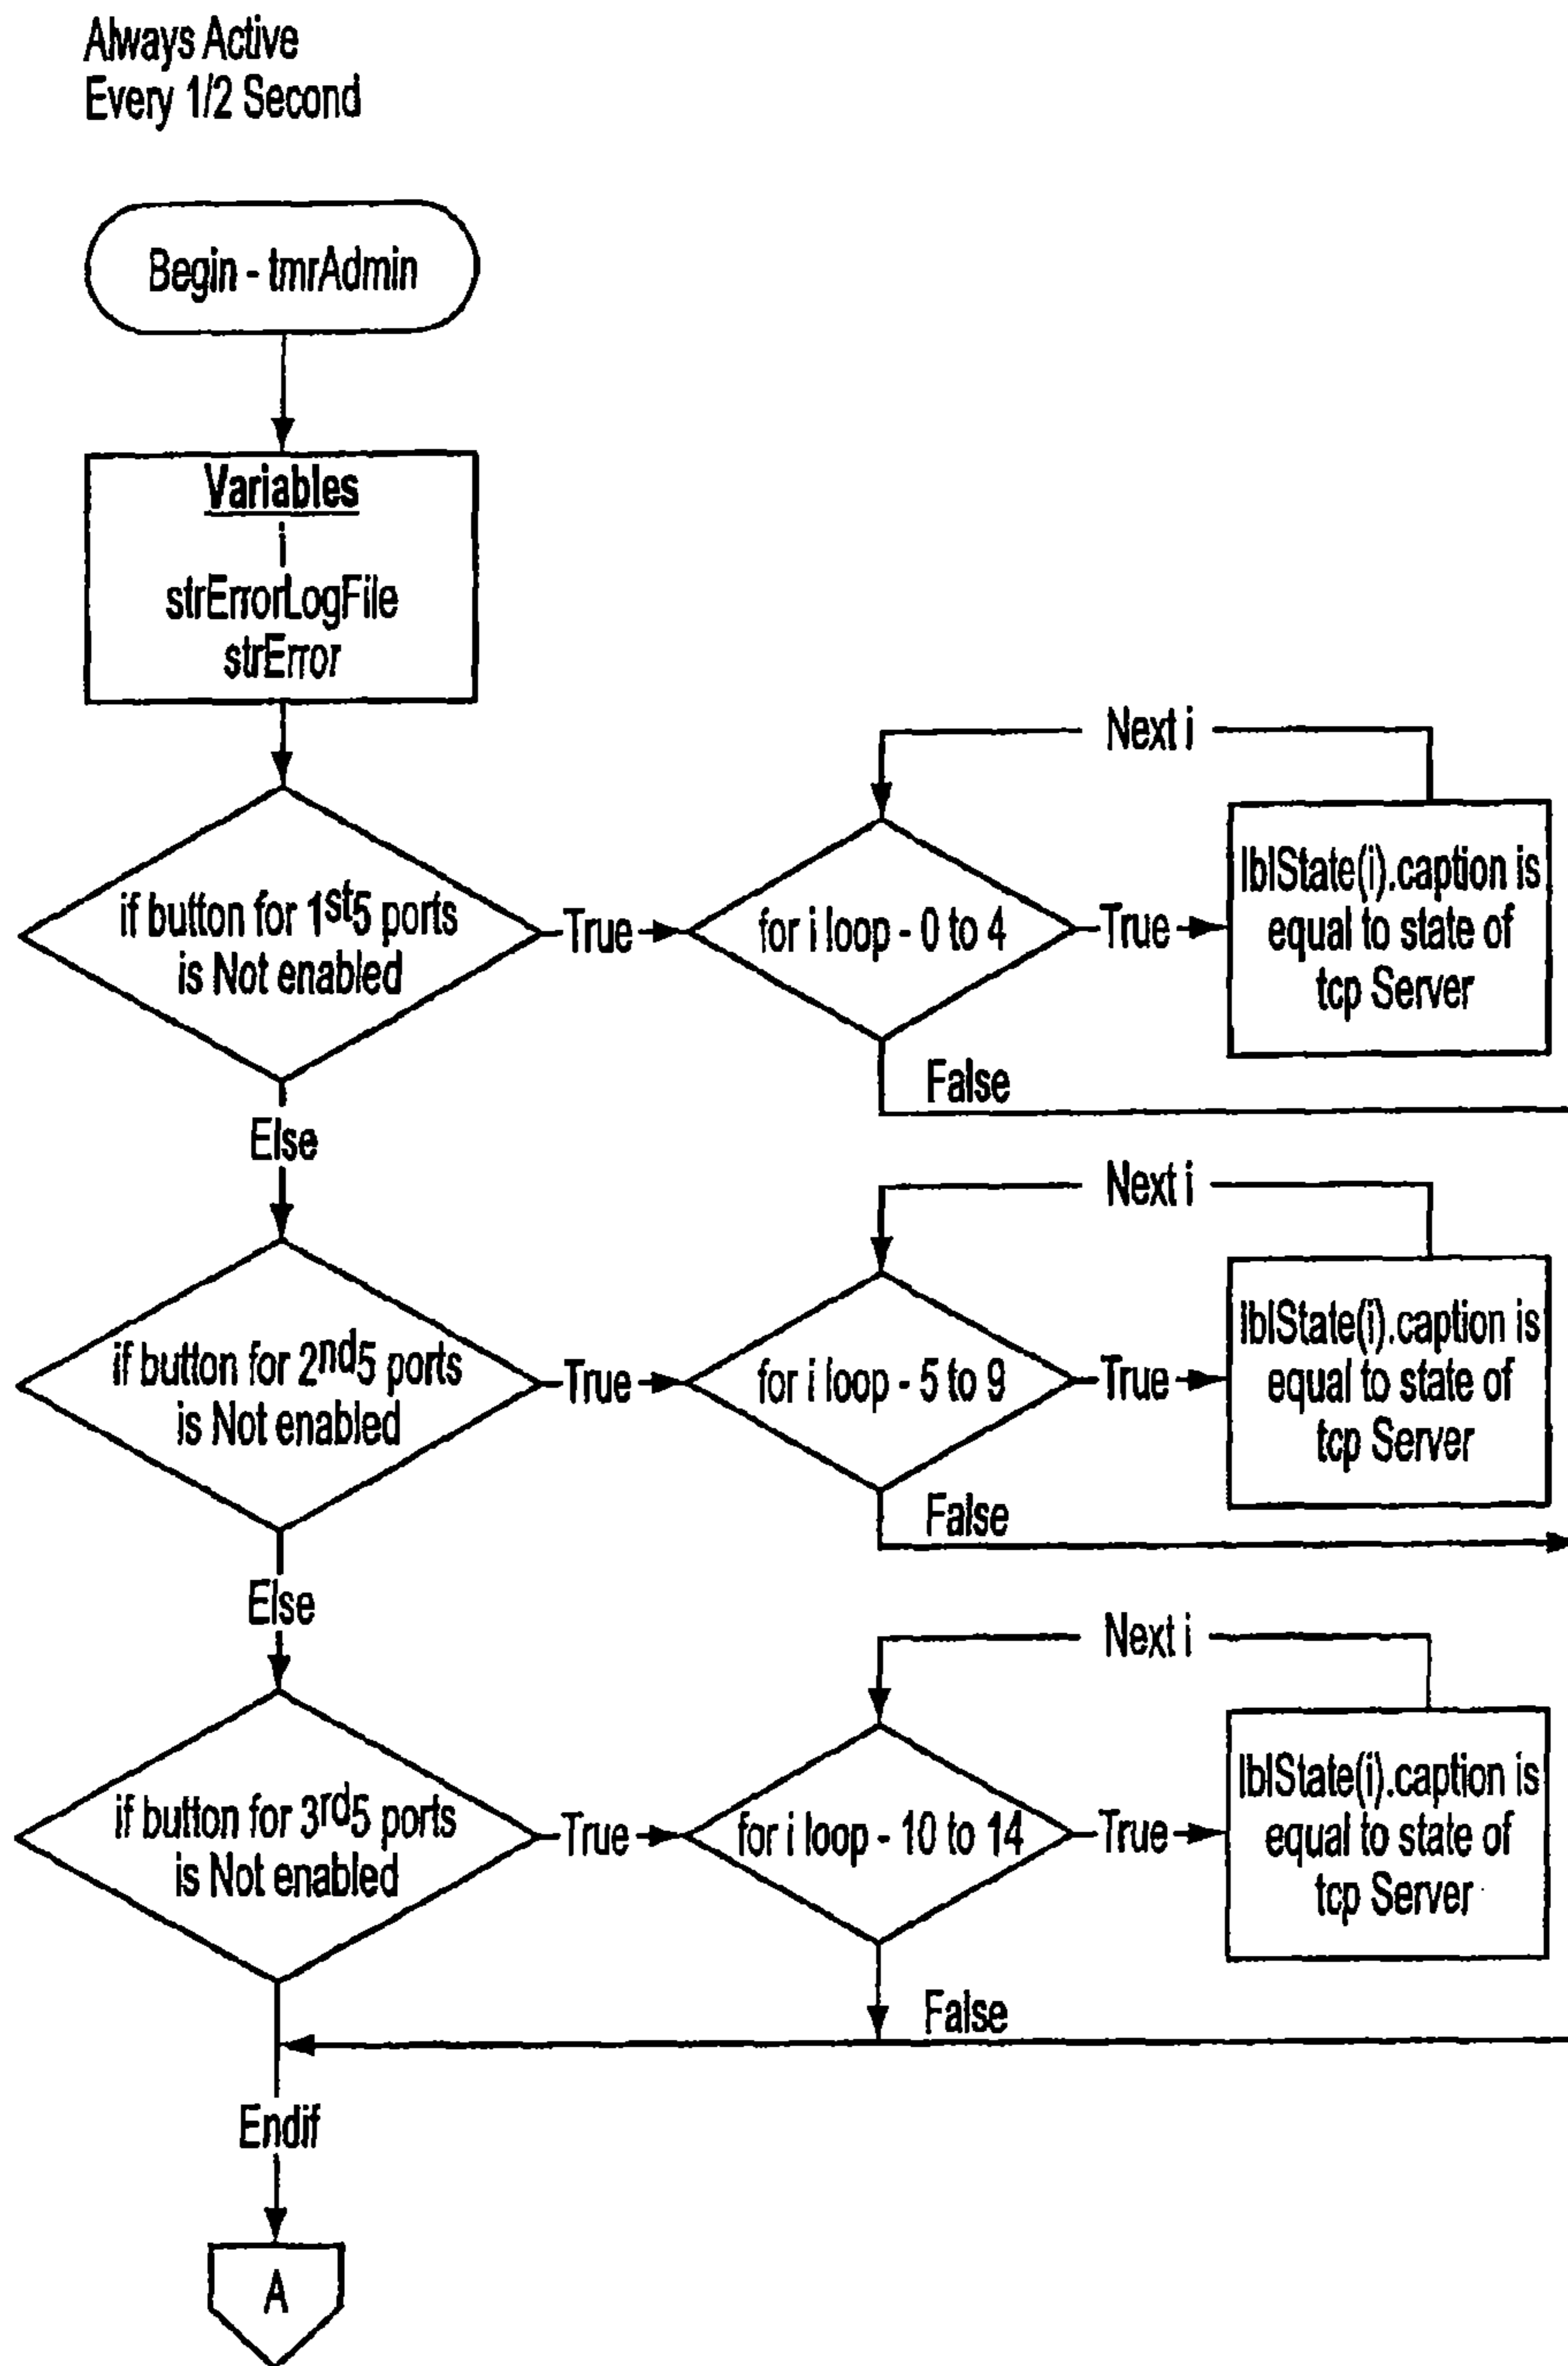 Always Active
Every 1/2 Second
Begin - tmrAdmin
Variables
i
strErrorLogFile
strError
if button for 1st5 ports
is Not enabled
True
for i loop - 0 to 4
True
Next i
lblState(i).caption is
equal to state of
tcp Server
False
Else
if button for 2nd5 ports
is Not enabled
True
for i loop - 5 to 9
True
Next i
lblState(i).caption is
equal to state of
tcp Server
False
Else
if button for 3rd5 ports
is Not enabled
True
for i loop - 10 to 14
True
Next i
lblState(i).caption is
equal to state of
tcp Server
False
Endif
A